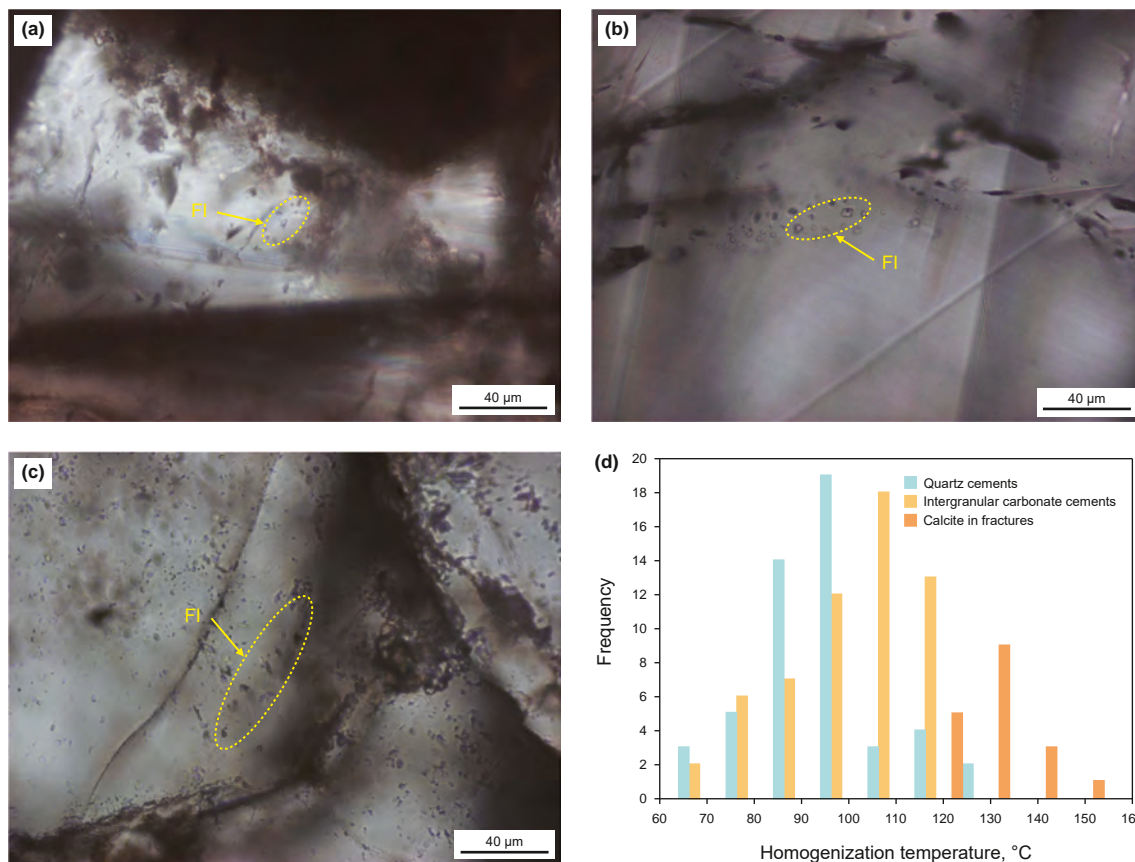 (a)
FI
40 µm
(b)
FI
40 µm
(c)
FI
40 µm
(d)
20
18
16
14
12
10
8
6
4
2
0
Frequency
Quartz cements
Intergranular carbonate cements
Calcite in fractures
60 70 80 90 100 110 120 130 140 150 16
Homogenization temperature, °C